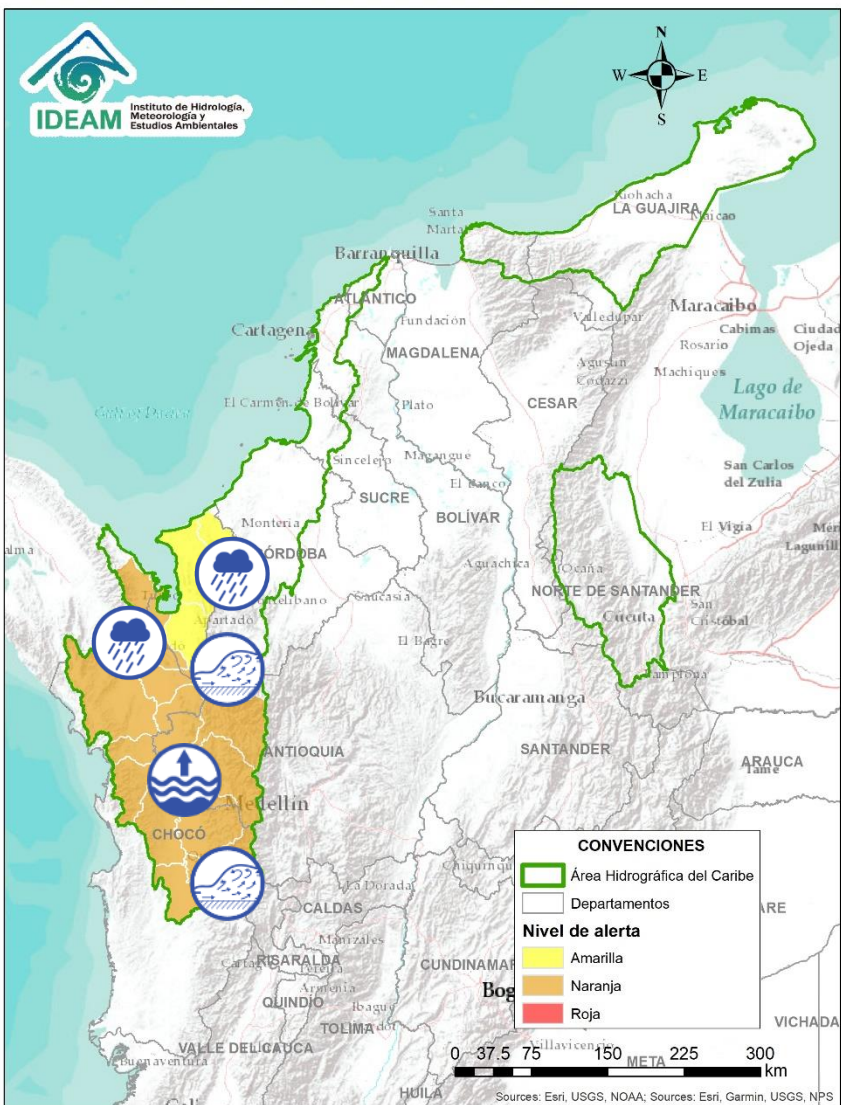 IDEAM
Instituto de Hidrología,
Meteorología y
Estudios Ambientales
N
W
E
S
Riohacha
LA GUAJIRA
Maicao
Santa
Marta
Barranquilla
ATLÁNTICO
Maracaibo
Cabimas
Ciudad
Ojeda
Cartagena
Fundación
Valledupar
Rosario
MAGDALENA
Machiques
Agustín
Codazzi
Lago de
Maracaibo
El Carmen de Bolívar
Plato
CESAR
Sincelejo
Magangue
San Carlos
del Zulia
SUCRE
El Banco
BOLÍVAR
Montería
El Vigía
CÓRDOBA
Aguachica
Ocaña
NORTE DE SANTANDER
Apartado
Caucasia
Cucuta
San
Cristóbal
El Bagre
Bucaramanga
ANTIOQUIA
SANTANDER
ARAUCA
Tame
Medellín
CHOCÓ
La Dorada
CALDAS
Manizales
RISARALDA
Pereira
Armenia
QUINDÍO
Ibague
TOLIMA
VALLE DEL CAUCA
Buenaventura
HUILA
Villavicencio
META
VICHADA
CONVENCIONES
Área Hidrográfica del Caribe
Departamentos
Nivel de alerta
Amarilla
Naranja
Roja
0 37.5 75 150 225 300
km
Sources: Esri, USGS, NOAA; Sources: Esri, Garmin, USGS, NPS